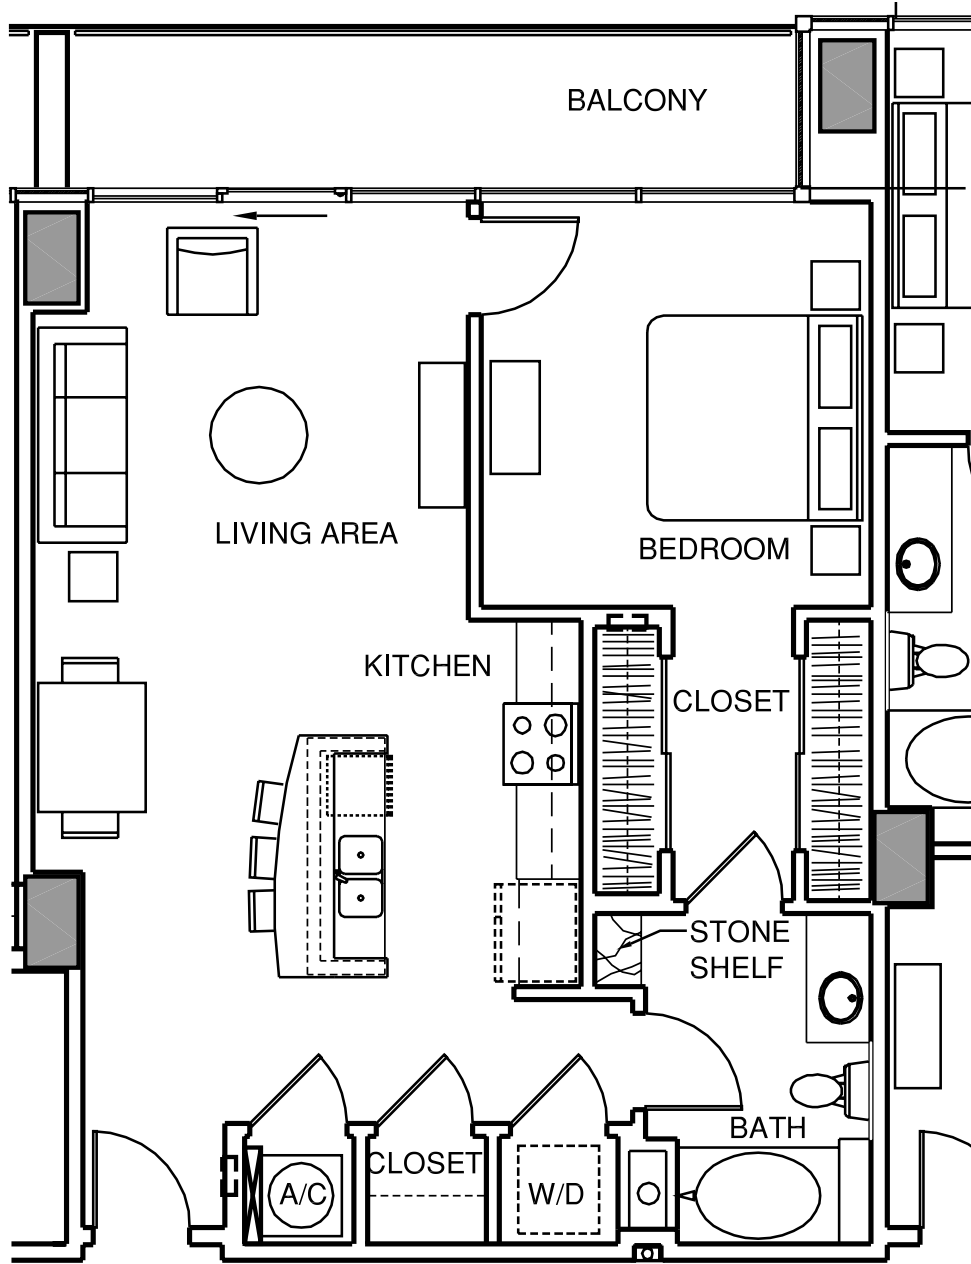 BALCONY
LIVING AREA
BEDROOM
KITCHEN
CLOSET
STONE
SHELF
BATH
CLOSET
A/C
W/D